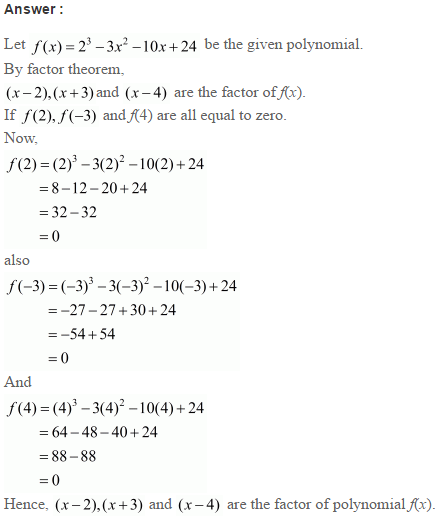 Answer :
Let f(x) = 2³ − 3x² − 10x + 24 be the given polynomial.
By factor theorem,
(x − 2), (x + 3) and (x − 4) are the factor of f(x).
If f(2), f(−3) and f(4) are all equal to zero.
Now,
f(2) = (2)³ − 3(2)² − 10(2) + 24
= 8 − 12 − 20 + 24
= 32 − 32
= 0
also
f(−3) = (−3)³ − 3(−3)² − 10(−3) + 24
= −27 − 27 + 30 + 24
= −54 + 54
= 0
And
f(4) = (4)³ − 3(4)² − 10(4) + 24
= 64 − 48 − 40 + 24
= 88 − 88
= 0
Hence, (x − 2), (x + 3) and (x − 4) are the factor of polynomial f(x).